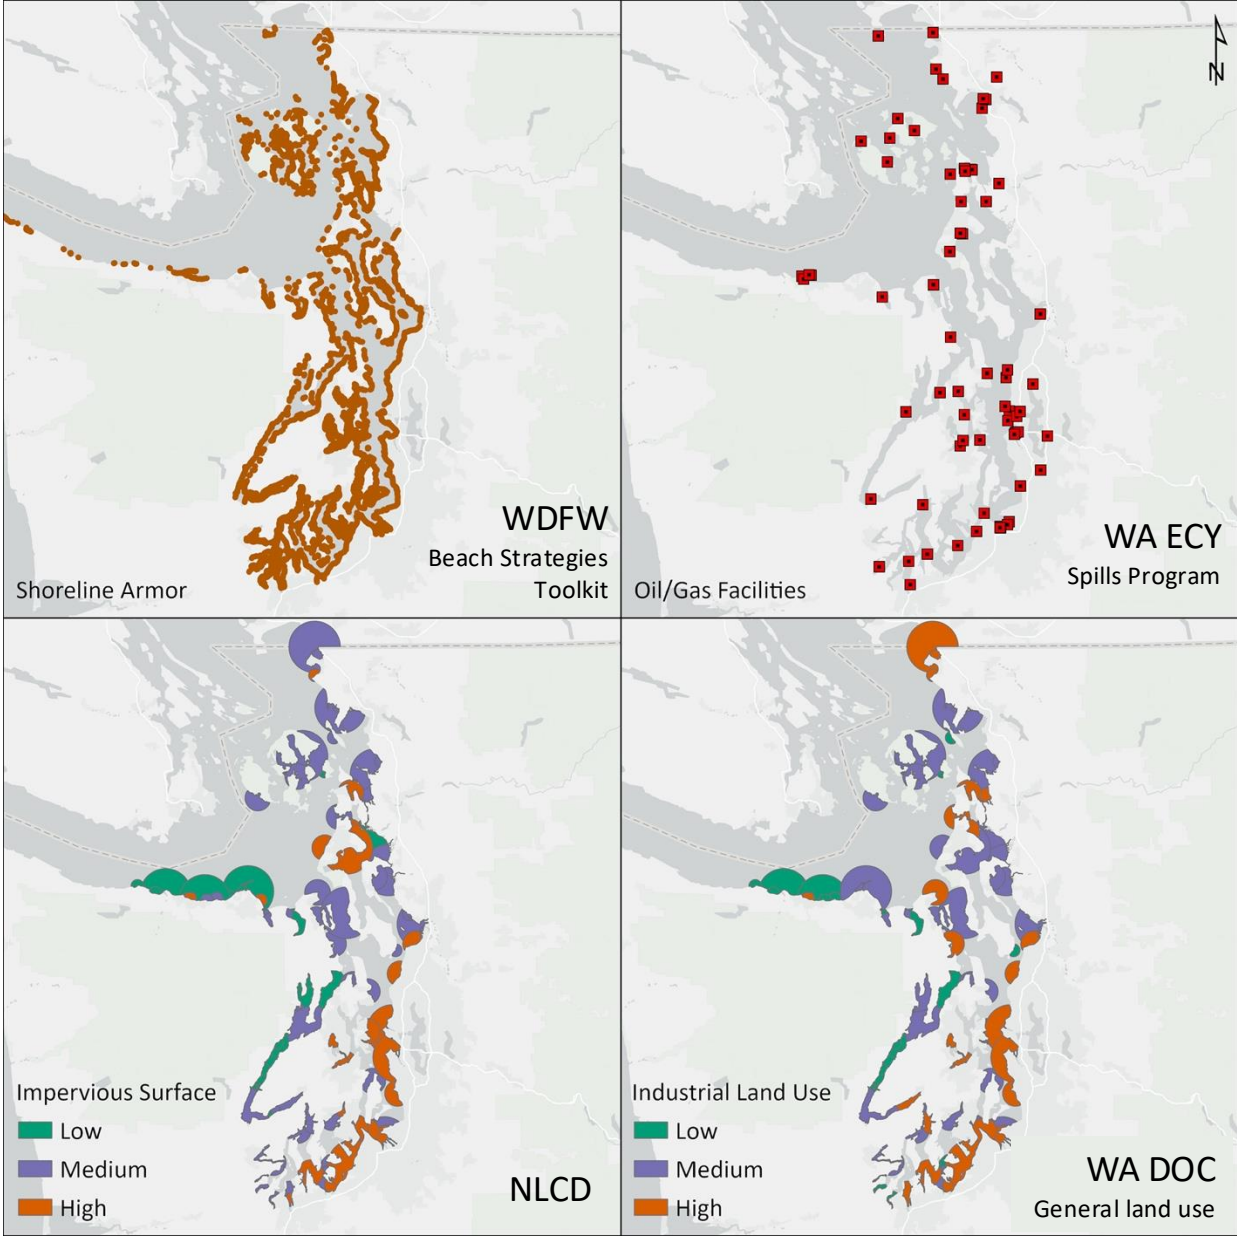 N
WDFW
Beach Strategies
Toolkit
Shoreline Armor
WA ECY
Spills Program
Oil/Gas Facilities
Impervious Surface
Low
Medium
High
NLCD
Industrial Land Use
Low
Medium
High
WA DOC
General land use